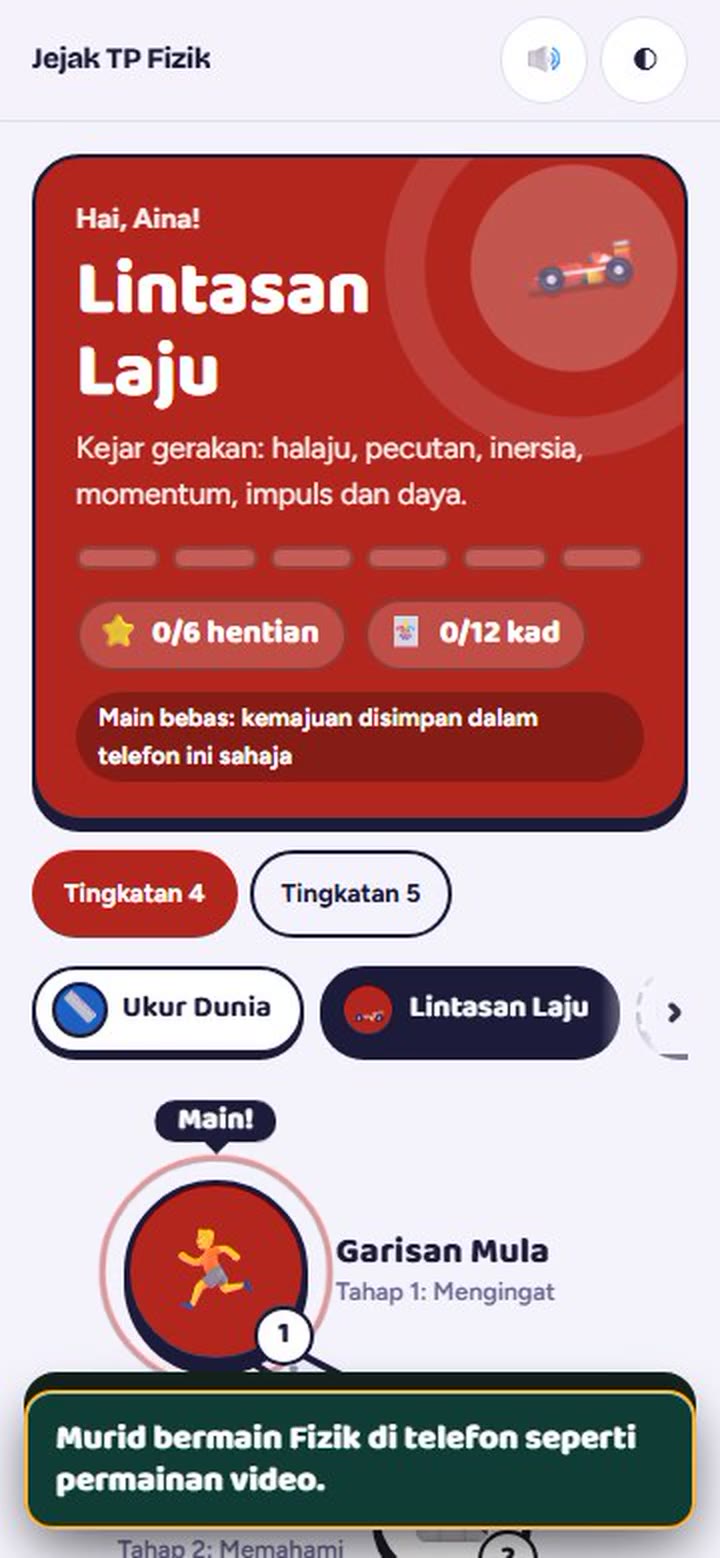 Jejak TP Fizik
Hai, Aina!
Lintasan
Laju
Kejar gerakan: halaju, pecutan, inersia,
momentum, impuls dan daya.
0/6 hentian
0/12 kad
Main bebas: kemajuan disimpan dalam
telefon ini sahaja
Tingkatan 4
Tingkatan 5
Ukur Dunia
Lintasan Laju
Main!
Garisan Mula
Tahap 1: Mengingat
1
Murid bermain Fizik di telefon seperti
permainan video.
Tahap 2: Memahami
2